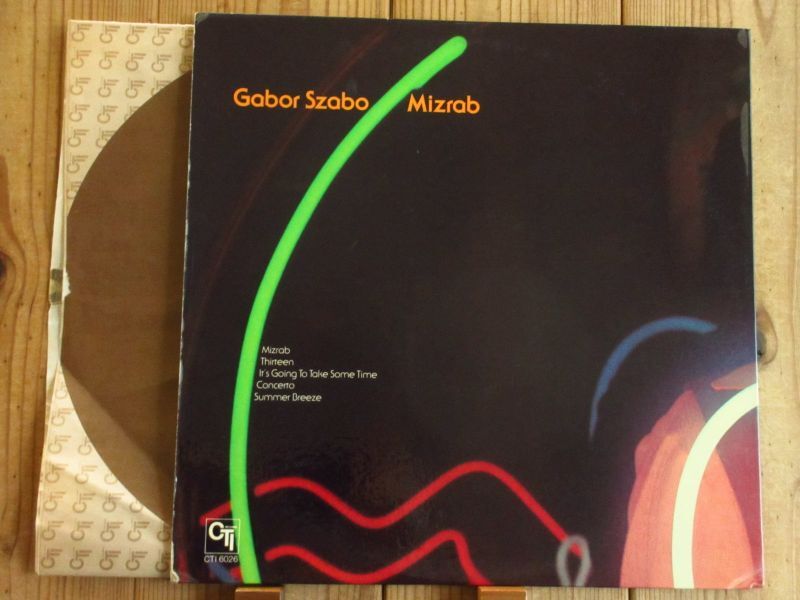 Gabor Szabo Mizrab
Mizrab
Thirteen
It's Going To Take Some Time
Concerto
Summer Breeze
CTI
CTI 6026